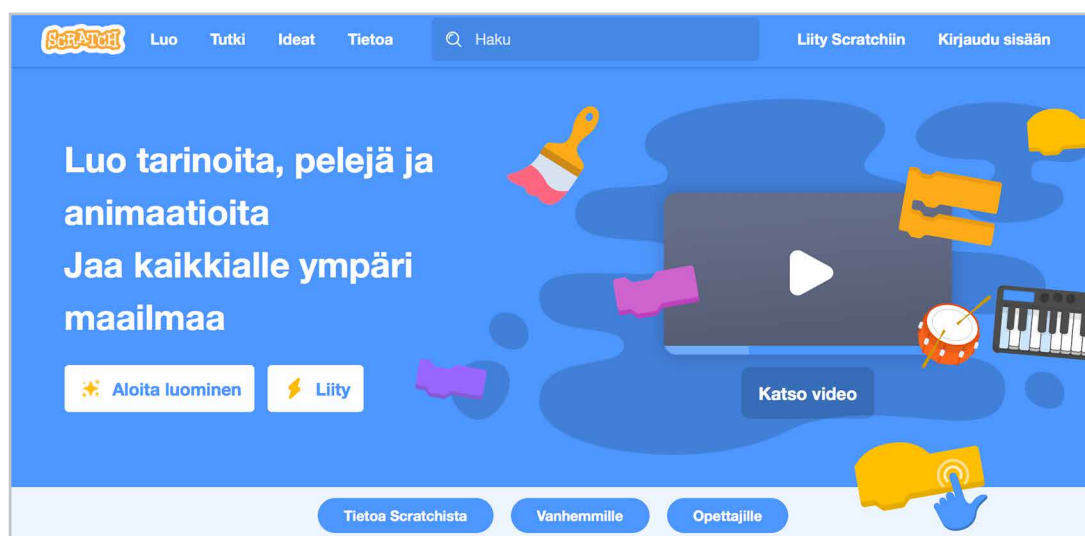 SCRATCH Luo Tutki Ideat Tietoa Haku Liity Scratchiin Kirjaudu sisään
Luo tarinoita, pelejä ja
animaatioita
Jaa kaikkialle ympäri
maailmaa
Aloita luominen Liity
Katso video
Tietoa Scratchista Vanhemmille Opettajille